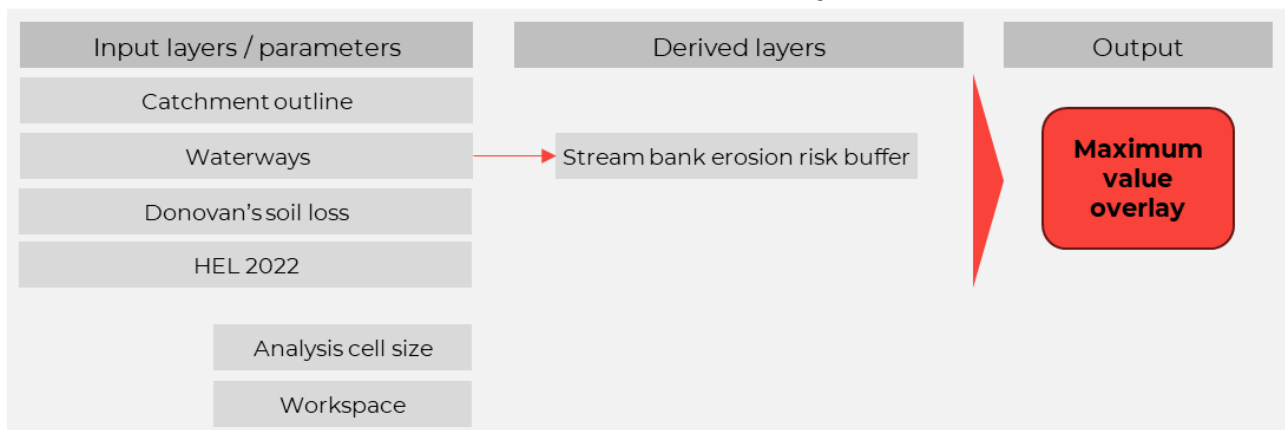 Input layers / parameters
Derived layers
Output
Catchment outline
Waterways
Stream bank erosion risk buffer
Maximum
value
overlay
Donovan's soil loss
HEL 2022
Analysis cell size
Workspace